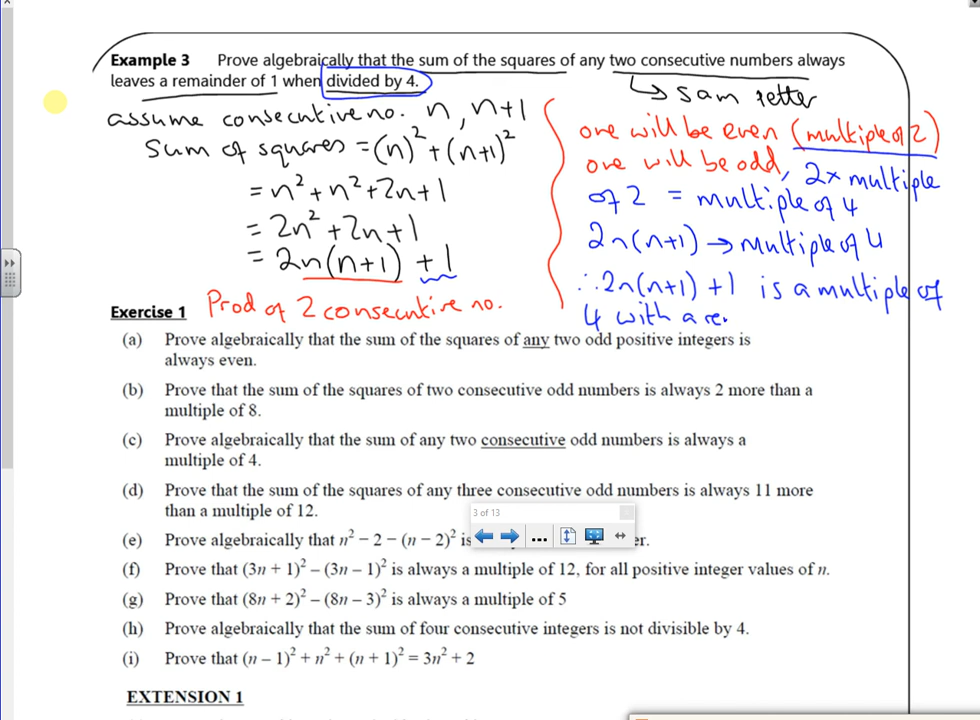 Example 3 Prove algebraically that the sum of the squares of any two consecutive numbers always
leaves a remainder of 1 when divided by 4.
↳ sam retter
assume consecutive no. n, n+1
Sum of squares = (n)² + (n+1)²
= n² + n² + 2n + 1
= 2n² + 2n + 1
= 2n(n+1) + 1
Prod of 2 consecutive no.
one will be even (multiple of 2)
one will be odd, 2x multiple
of 2 = multiple of 4
2n(n+1) → multiple of 4
∴ 2n(n+1) + 1 is a multiple of
4 with a re.
Exercise 1
(a) Prove algebraically that the sum of the squares of any two odd positive integers is
always even.
(b) Prove that the sum of the squares of two consecutive odd numbers is always 2 more than a
multiple of 8.
(c) Prove algebraically that the sum of any two consecutive odd numbers is always a
multiple of 4.
(d) Prove that the sum of the squares of any three consecutive odd numbers is always 11 more
than a multiple of 12.
3 of 13
(e) Prove algebraically that n² − 2 − (n − 2)² is er.
(f) Prove that (3n + 1)² − (3n − 1)² is always a multiple of 12, for all positive integer values of n.
(g) Prove that (8n + 2)² − (8n − 3)² is always a multiple of 5
(h) Prove algebraically that the sum of four consecutive integers is not divisible by 4.
(i) Prove that (n − 1)² + n² + (n + 1)² = 3n² + 2
EXTENSION 1